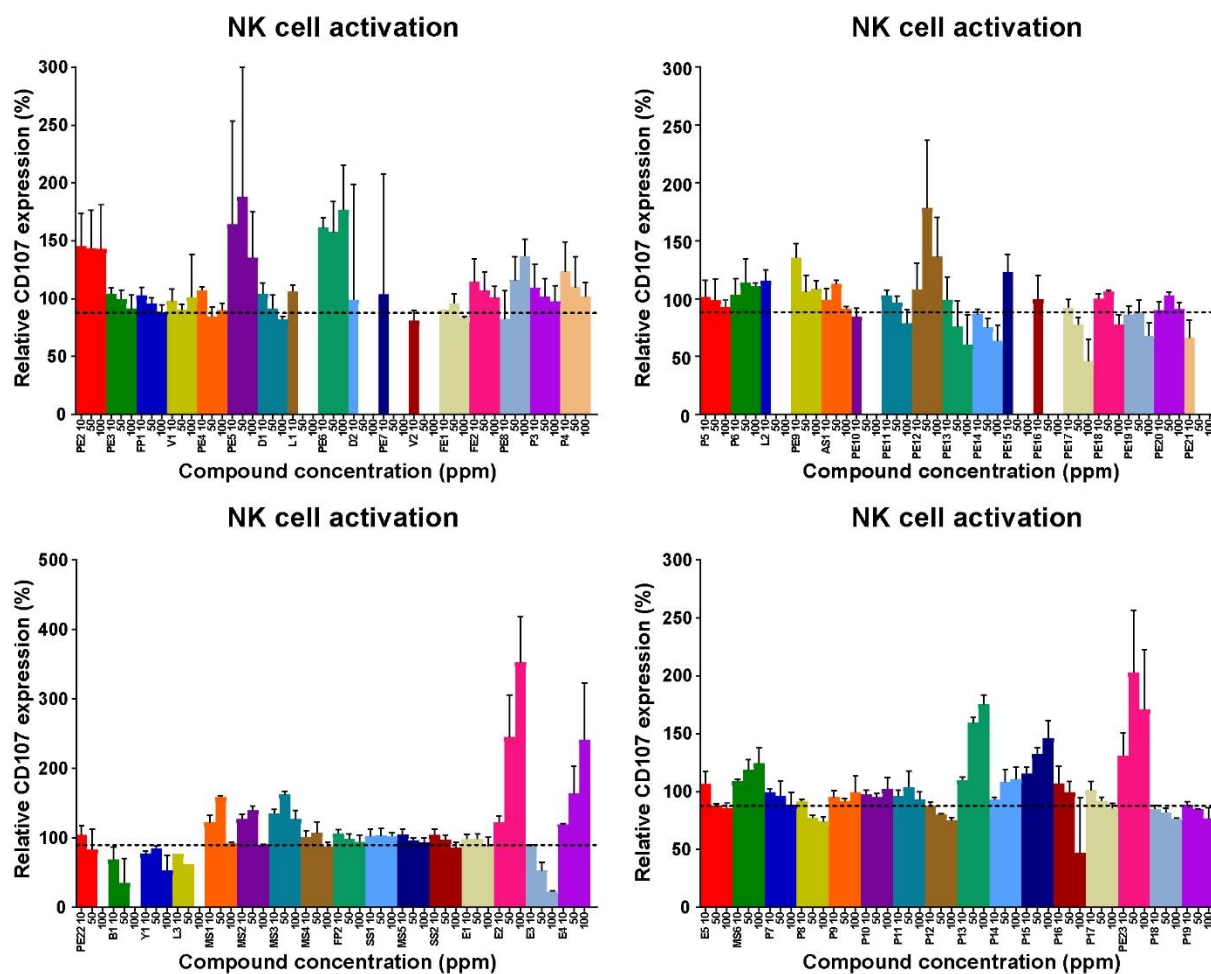 NK cell activation
Relative CD107 expression (%)
300
250
200
150
100
50
0
PE2 10
50
100
PE3 10
50
100
FP1 10
50
100
V1 10
50
100
PE4 10
50
100
PE5 10
50
100
D1 10
50
100
L1 10
50
100
PE6 10
50
100
D2 10
50
100
PE7 10
50
100
V2 10
50
100
FE1 10
50
100
FE2 10
50
100
PE8 10
50
100
P3 10
50
100
P4 10
50
100
Compound concentration (ppm)
NK cell activation
Relative CD107 expression (%)
300
250
200
150
100
50
0
P5 10
50
100
P6 10
50
100
L2 10
50
100
PE9 10
50
100
AS1 10
50
100
PE10 10
50
100
PE11 10
50
100
PE12 10
50
100
PE13 10
50
100
PE14 10
50
100
PE15 10
50
100
PE16 10
50
100
PE17 10
50
100
PE18 10
50
100
PE19 10
50
100
PE20 10
50
100
PE21 10
50
100
Compound concentration (ppm)
NK cell activation
Relative CD107 expression (%)
500
400
300
200
100
0
PE22 10
50
100
B1 10
50
100
Y1 10
50
100
L3 10
50
100
MS1 10
50
100
MS2 10
50
100
MS3 10
50
100
MS4 10
50
100
FP2 10
50
100
SS1 10
50
100
MS5 10
50
100
SS2 10
50
100
E1 10
50
100
E2 10
50
100
E3 10
50
100
E4 10
50
100
Compound concentration (ppm)
NK cell activation
Relative CD107 expression (%)
300
250
200
150
100
50
0
E5 10
50
100
MS6 10
50
100
P7 10
50
100
P8 10
50
100
P9 10
50
100
P10 10
50
100
P11 10
50
100
P12 10
50
100
P13 10
50
100
P14 10
50
100
P15 10
50
100
P16 10
50
100
P17 10
50
100
PE23 10
50
100
P18 10
50
100
P19 10
50
100
Compound concentration (ppm)